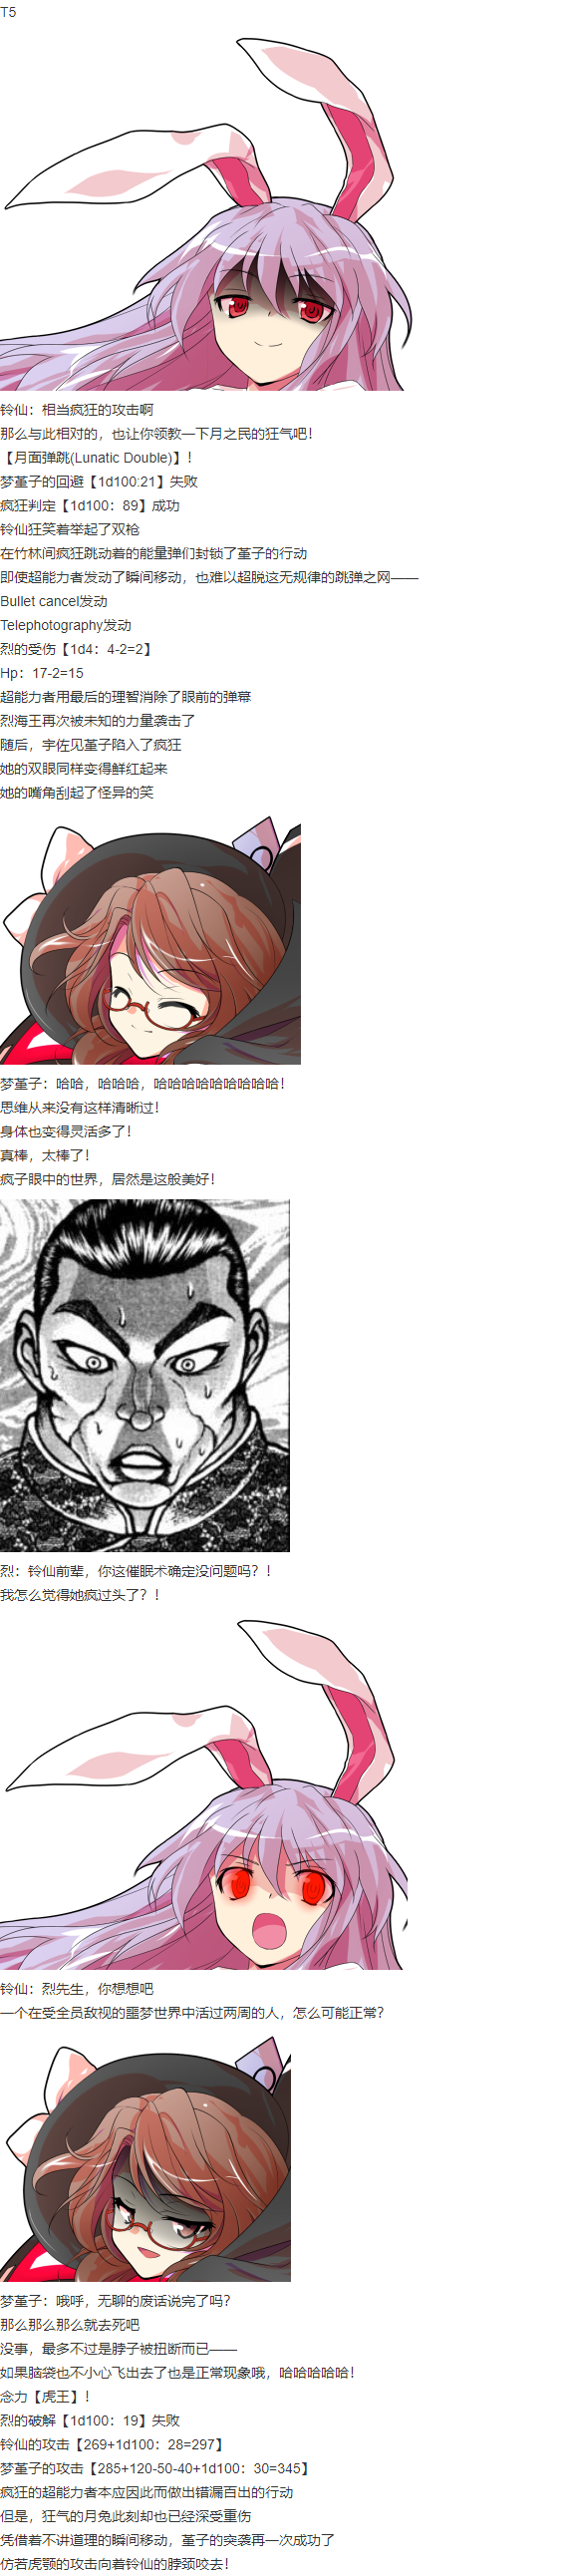 T5
铃仙：相当疯狂的攻击啊
那么与此相对的，也让你领教一下月之民的狂气吧！
【月面弹跳(Lunatic Double)】！
梦堇子的回避【1d100:21】失败
疯狂判定【1d100：89】成功
铃仙狂笑着举起了双枪
在竹林间疯狂跳动着的能量弹们封锁了堇子的行动
即使超能力者发动了瞬间移动，也难以超脱这无规律的跳弹之网——
Bullet cancel发动
Telephotography发动
烈的受伤【1d4：4-2=2】
Hp：17-2=15
超能力者用最后的理智消除了眼前的弹幕
烈海王再次被未知的力量袭击了
随后，宇佐见堇子陷入了疯狂
她的双眼同样变得鲜红起来
她的嘴角刮起了怪异的笑
梦堇子：哈哈，哈哈哈，哈哈哈哈哈哈哈哈哈！
思维从来没有这样清晰过！
身体也变得灵活多了！
真棒，太棒了！
疯子眼中的世界，居然是这般美好！
烈：铃仙前辈，你这催眠术确定没问题吗？！
我怎么觉得她疯过头了？！
铃仙：烈先生，你想想吧
一个在受全员敌视的噩梦世界中活过两周的人，怎么可能正常？
梦堇子：哦呼，无聊的废话说完了吗？
那么那么那么就去死吧
没事，最多不过是脖子被扭断而已——
如果脑袋也不小心飞出去了也是正常现象哦，哈哈哈哈哈！
念力【虎王】！
烈的破解【1d100：19】失败
铃仙的攻击【269+1d100：28=297】
梦堇子的攻击【285+120-50-40+1d100：30=345】
疯狂的超能力者本应因此而做出错漏百出的行动
但是，狂气的月兔此刻却也已经深受重伤
凭借着不讲道理的瞬间移动，堇子的突袭再一次成功了
仿若虎颚的攻击向着铃仙的脖颈咬去！